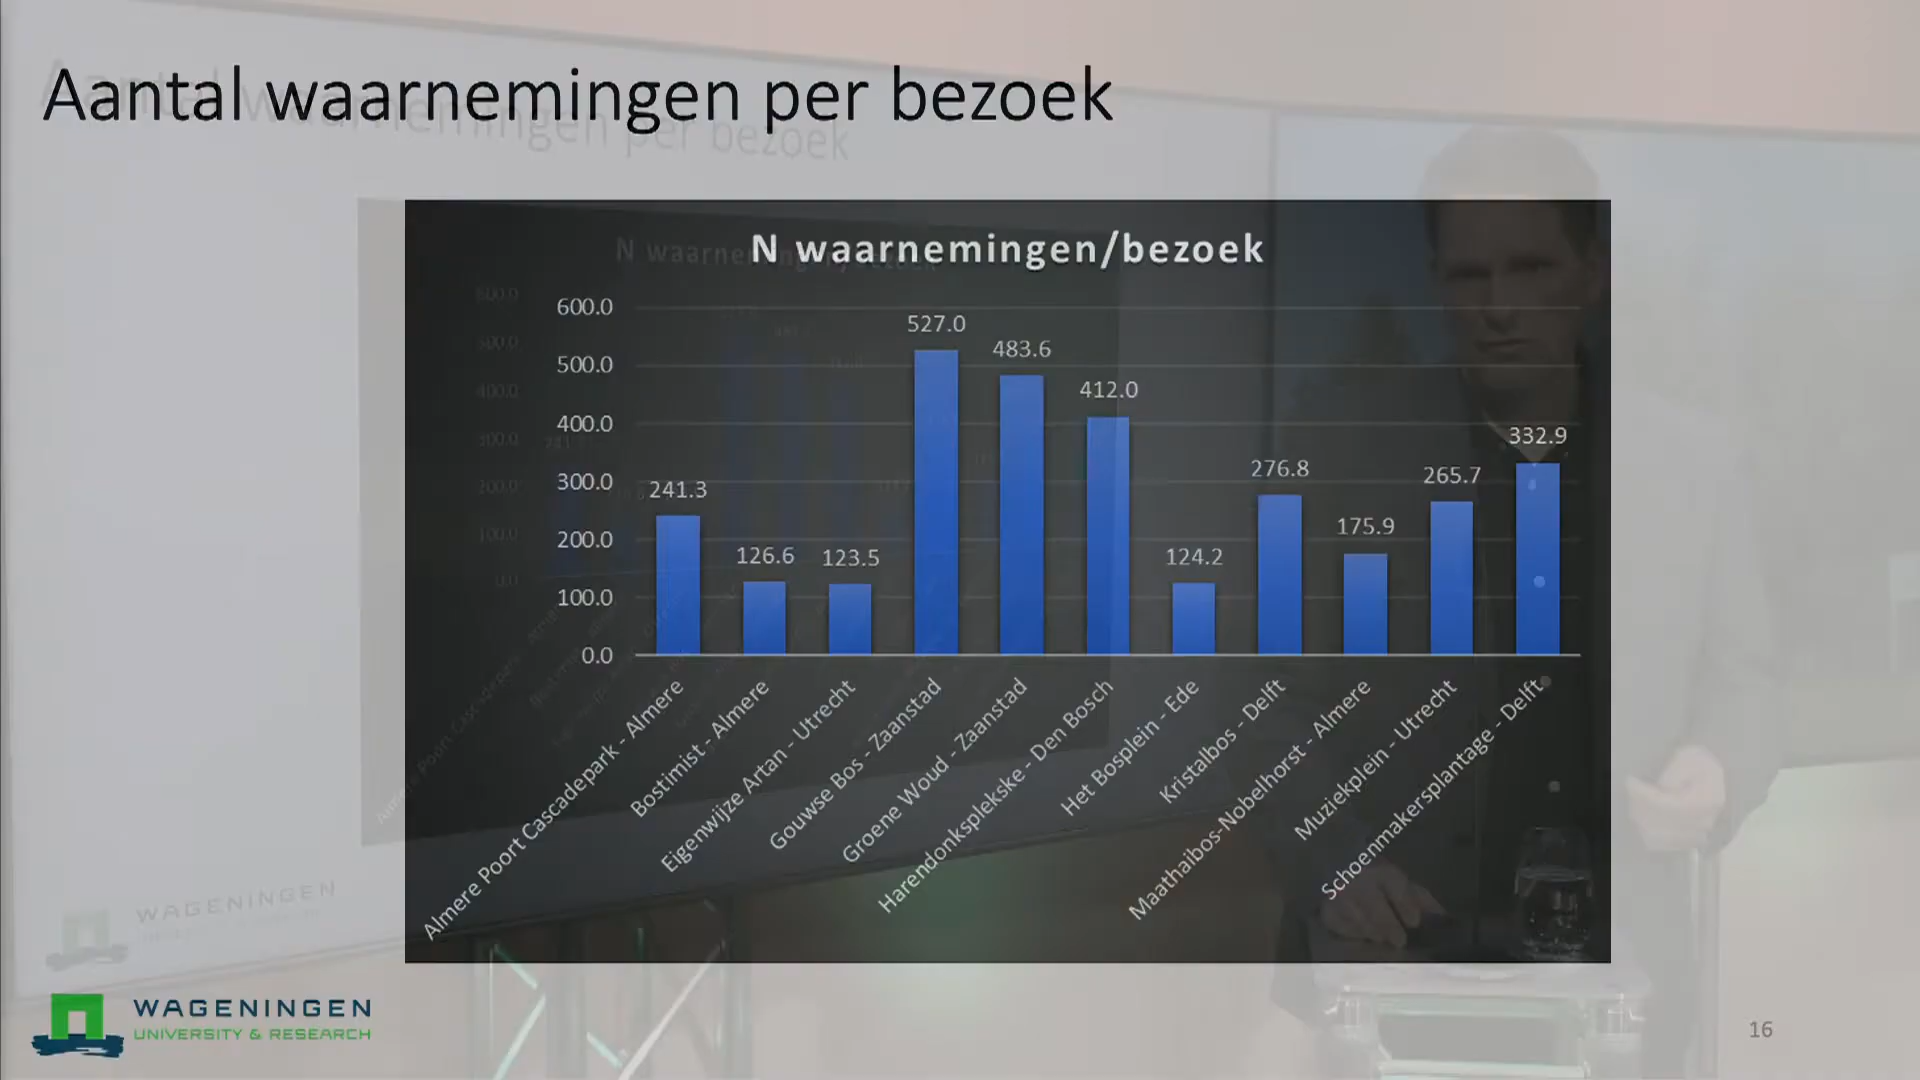 Aantal waarnemingen per bezoek
N waarnemingen/bezoek
600.0
500.0
400.0
300.0
200.0
100.0
0.0
241.3
126.6
123.5
527.0
483.6
412.0
124.2
276.8
175.9
265.7
332.9
Almere Poort Cascadepark - Almere
Bostimist - Almere
Eigenwijze Artan - Utrecht
Gouwse Bos - Zaanstad
Groene Woud - Zaanstad
Harendonksplekske - Den Bosch
Het Bosplein - Ede
Kristalbos - Delft
Maathaibos-Nobelhorst - Almere
Muziekplein - Utrecht
Schoenmakersplantage - Delft
WAGENINGEN
UNIVERSITY & RESEARCH
16